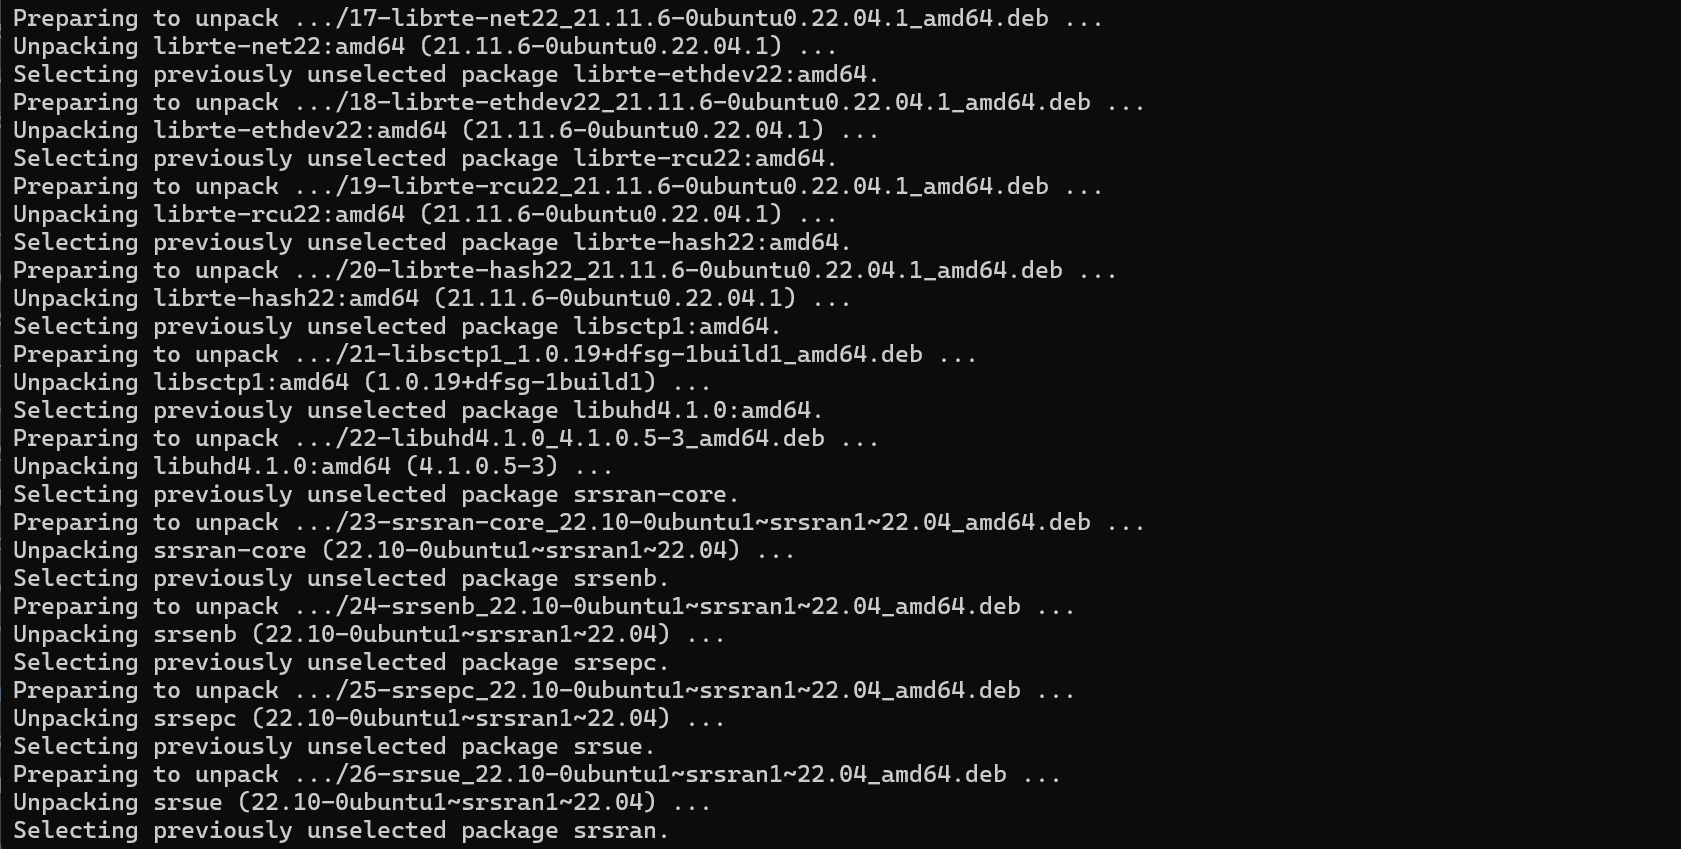 Preparing to unpack .../17-librte-net22_21.11.6-0ubuntu0.22.04.1_amd64.deb ...
Unpacking librte-net22:amd64 (21.11.6-0ubuntu0.22.04.1) ...
Selecting previously unselected package librte-ethdev22:amd64.
Preparing to unpack .../18-librte-ethdev22_21.11.6-0ubuntu0.22.04.1_amd64.deb ...
Unpacking librte-ethdev22:amd64 (21.11.6-0ubuntu0.22.04.1) ...
Selecting previously unselected package librte-rcu22:amd64.
Preparing to unpack .../19-librte-rcu22_21.11.6-0ubuntu0.22.04.1_amd64.deb ...
Unpacking librte-rcu22:amd64 (21.11.6-0ubuntu0.22.04.1) ...
Selecting previously unselected package librte-hash22:amd64.
Preparing to unpack .../20-librte-hash22_21.11.6-0ubuntu0.22.04.1_amd64.deb ...
Unpacking librte-hash22:amd64 (21.11.6-0ubuntu0.22.04.1) ...
Selecting previously unselected package libsctp1:amd64.
Preparing to unpack .../21-libsctp1_1.0.19+dfsg-1build1_amd64.deb ...
Unpacking libsctp1:amd64 (1.0.19+dfsg-1build1) ...
Selecting previously unselected package libuhd4.1.0:amd64.
Preparing to unpack .../22-libuhd4.1.0_4.1.0.5-3_amd64.deb ...
Unpacking libuhd4.1.0:amd64 (4.1.0.5-3) ...
Selecting previously unselected package srsran-core.
Preparing to unpack .../23-srsran-core_22.10-0ubuntu1~srsran1~22.04_amd64.deb ...
Unpacking srsran-core (22.10-0ubuntu1~srsran1~22.04) ...
Selecting previously unselected package srsenb.
Preparing to unpack .../24-srsenb_22.10-0ubuntu1~srsran1~22.04_amd64.deb ...
Unpacking srsenb (22.10-0ubuntu1~srsran1~22.04) ...
Selecting previously unselected package srsepc.
Preparing to unpack .../25-srsepc_22.10-0ubuntu1~srsran1~22.04_amd64.deb ...
Unpacking srsepc (22.10-0ubuntu1~srsran1~22.04) ...
Selecting previously unselected package srsue.
Preparing to unpack .../26-srsue_22.10-0ubuntu1~srsran1~22.04_amd64.deb ...
Unpacking srsue (22.10-0ubuntu1~srsran1~22.04) ...
Selecting previously unselected package srsran.